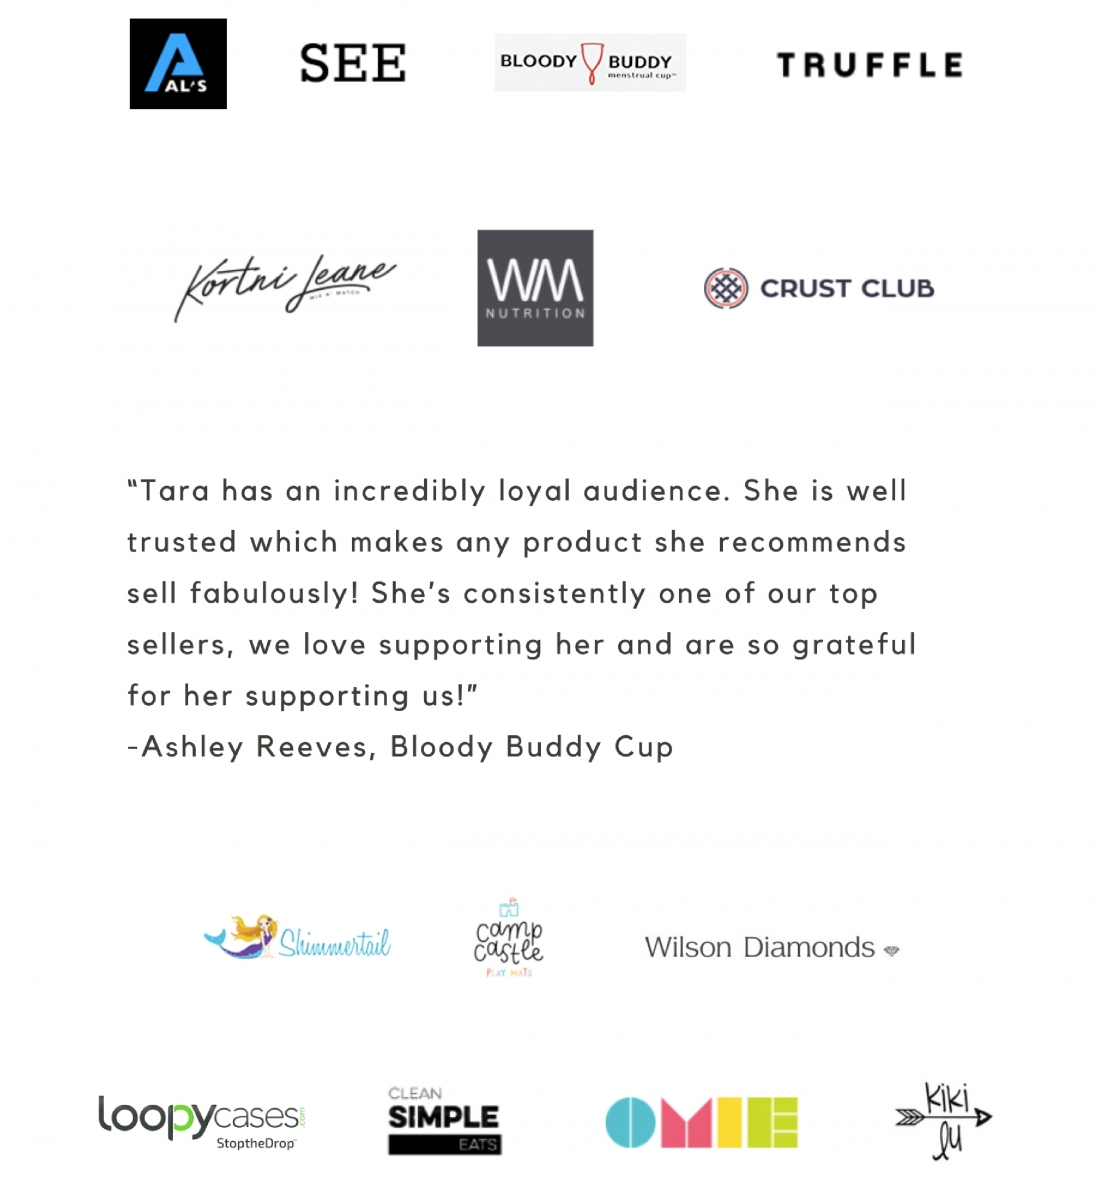 AL'S
SEE
BLOODY BUDDY
menstrual cup™
TRUFFLE
Kortni Jeane
MIX N' MATCH
WM
NUTRITION
CRUST CLUB
“Tara has an incredibly loyal audience. She is well
trusted which makes any product she recommends
sell fabulously! She’s consistently one of our top
sellers, we love supporting her and are so grateful
for her supporting us!”
-Ashley Reeves, Bloody Buddy Cup
Shimmertail
camp
castle
PLAY MATS
Wilson Diamonds
loopycases.com
StoptheDrop™
CLEAN
SIMPLE
EATS
OMIE
kiki
lu